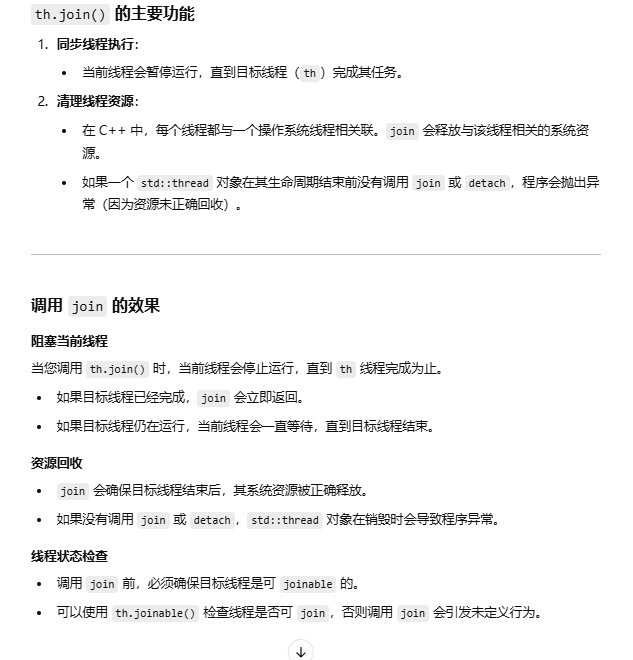 th.join() 的主要功能
1. 同步线程执行：
• 当前线程会暂停运行，直到目标线程（th）完成其任务。
2. 清理线程资源：
• 在 C++ 中，每个线程都与一个操作系统线程相关联。join 会释放与该线程相关的系统资
源。
• 如果一个 std::thread 对象在其生命周期结束前没有调用 join 或 detach，程序会抛出异
常（因为资源未正确回收）。
调用 join 的效果
阻塞当前线程
当您调用 th.join() 时，当前线程会停止运行，直到 th 线程完成为止。
• 如果目标线程已经完成，join 会立即返回。
• 如果目标线程仍在运行，当前线程会一直等待，直到目标线程结束。
资源回收
• join 会确保目标线程结束后，其系统资源被正确释放。
• 如果没有调用 join 或 detach，std::thread 对象在销毁时会导致程序异常。
线程状态检查
• 调用 join 前，必须确保目标线程是可 joinable 的。
• 可以使用 th.joinable() 检查线程是否可 join，否则调用 join 会引发未定义行为。